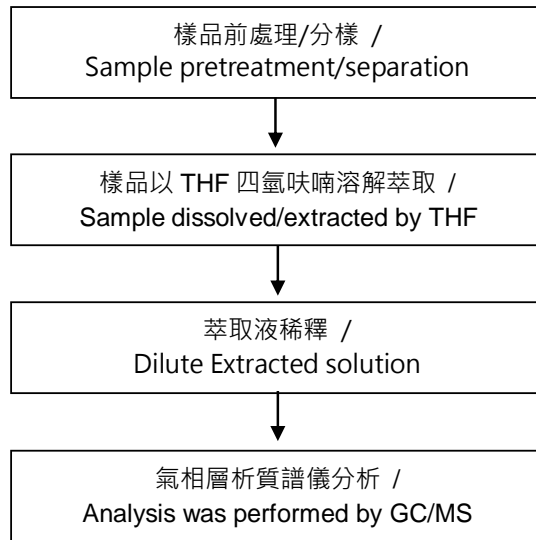 樣品前處理/分樣 /
Sample pretreatment/separation
樣品以 THF 四氫呋喃溶解萃取 /
Sample dissolved/extracted by THF
萃取液稀釋 /
Dilute Extracted solution
氣相層析質譜儀分析 /
Analysis was performed by GC/MS